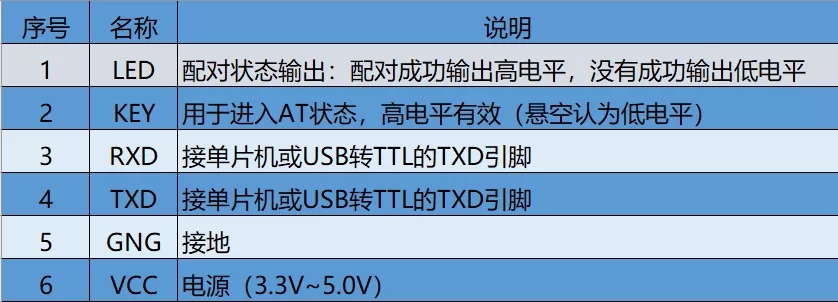 序号 名称 说明
1 LED 配对状态输出：配对成功输出高电平，没有成功输出低电平
2 KEY 用于进入AT状态，高电平有效（悬空认为低电平）
3 RXD 接单片机或USB转TTL的TXD引脚
4 TXD 接单片机或USB转TTL的TXD引脚
5 GNG 接地
6 VCC 电源（3.3V~5.0V）